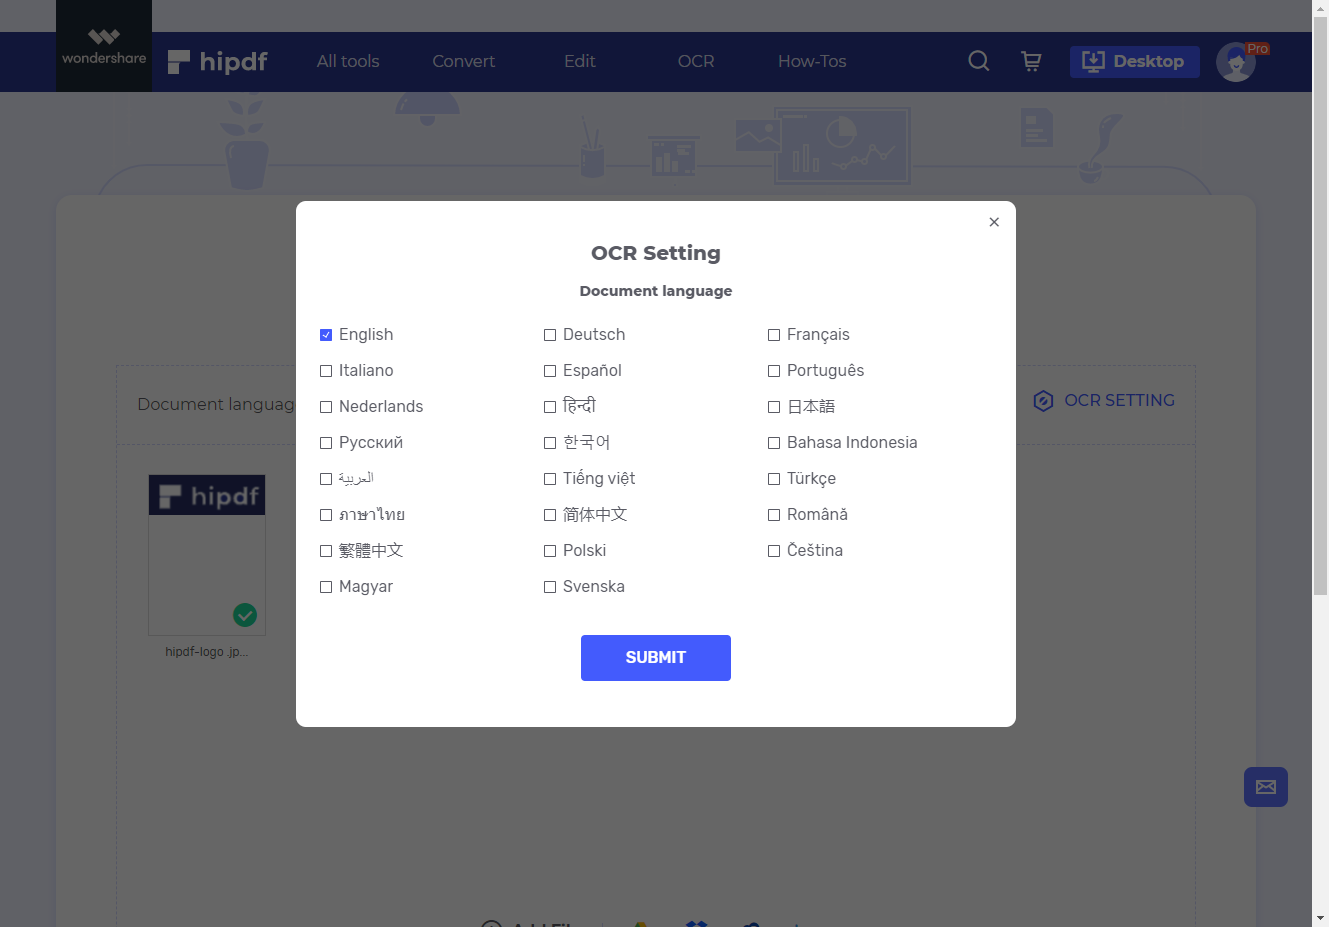 wondershare
hipdf
All tools
Convert
Edit
OCR
How-Tos
Desktop
Pro
OCR Setting
Document language
English
Deutsch
Français
Italiano
Español
Português
Nederlands
हिन्दी
日本語
Русский
한국어
Bahasa Indonesia
العربية
Tiếng việt
Türkçe
ภาษาไทย
简体中文
Română
繁體中文
Polski
Čeština
Magyar
Svenska
SUBMIT
Document languag
OCR SETTING
hipdf
hipdf-logo .jp...